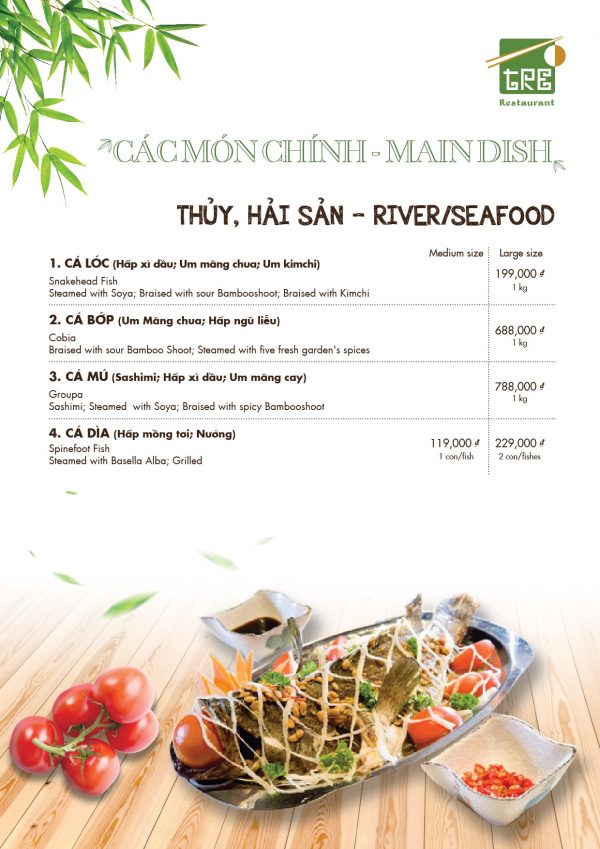 TRE
Restaurant
CÁC MÓN CHÍNH - MAIN DISH
THỦY, HẢI SẢN - RIVER/SEAFOOD
Medium size Large size
1. CÁ LÓC (Hấp xì dầu; Um măng chua; Um kimchi)
Snakehead Fish
Steamed with Soya; Braised with sour Bambooshoot; Braised with Kimchi
199,000 đ
1 kg
2. CÁ BỚP (Um Măng chua; Hấp ngũ liễu)
Cobia
Braised with sour Bamboo Shoot; Steamed with five fresh garden's spices
688,000 đ
1 kg
3. CÁ MÚ (Sashimi; Hấp xì dầu; Um măng cay)
Groupa
Sashimi; Steamed with Soya; Braised with spicy Bambooshoot
788,000 đ
1 kg
4. CÁ DÌA (Hấp mồng tơi; Nướng)
Spinefoot Fish
Steamed with Basella Alba; Grilled
119,000 đ 229,000 đ
1 con/fish 2 con/fishes